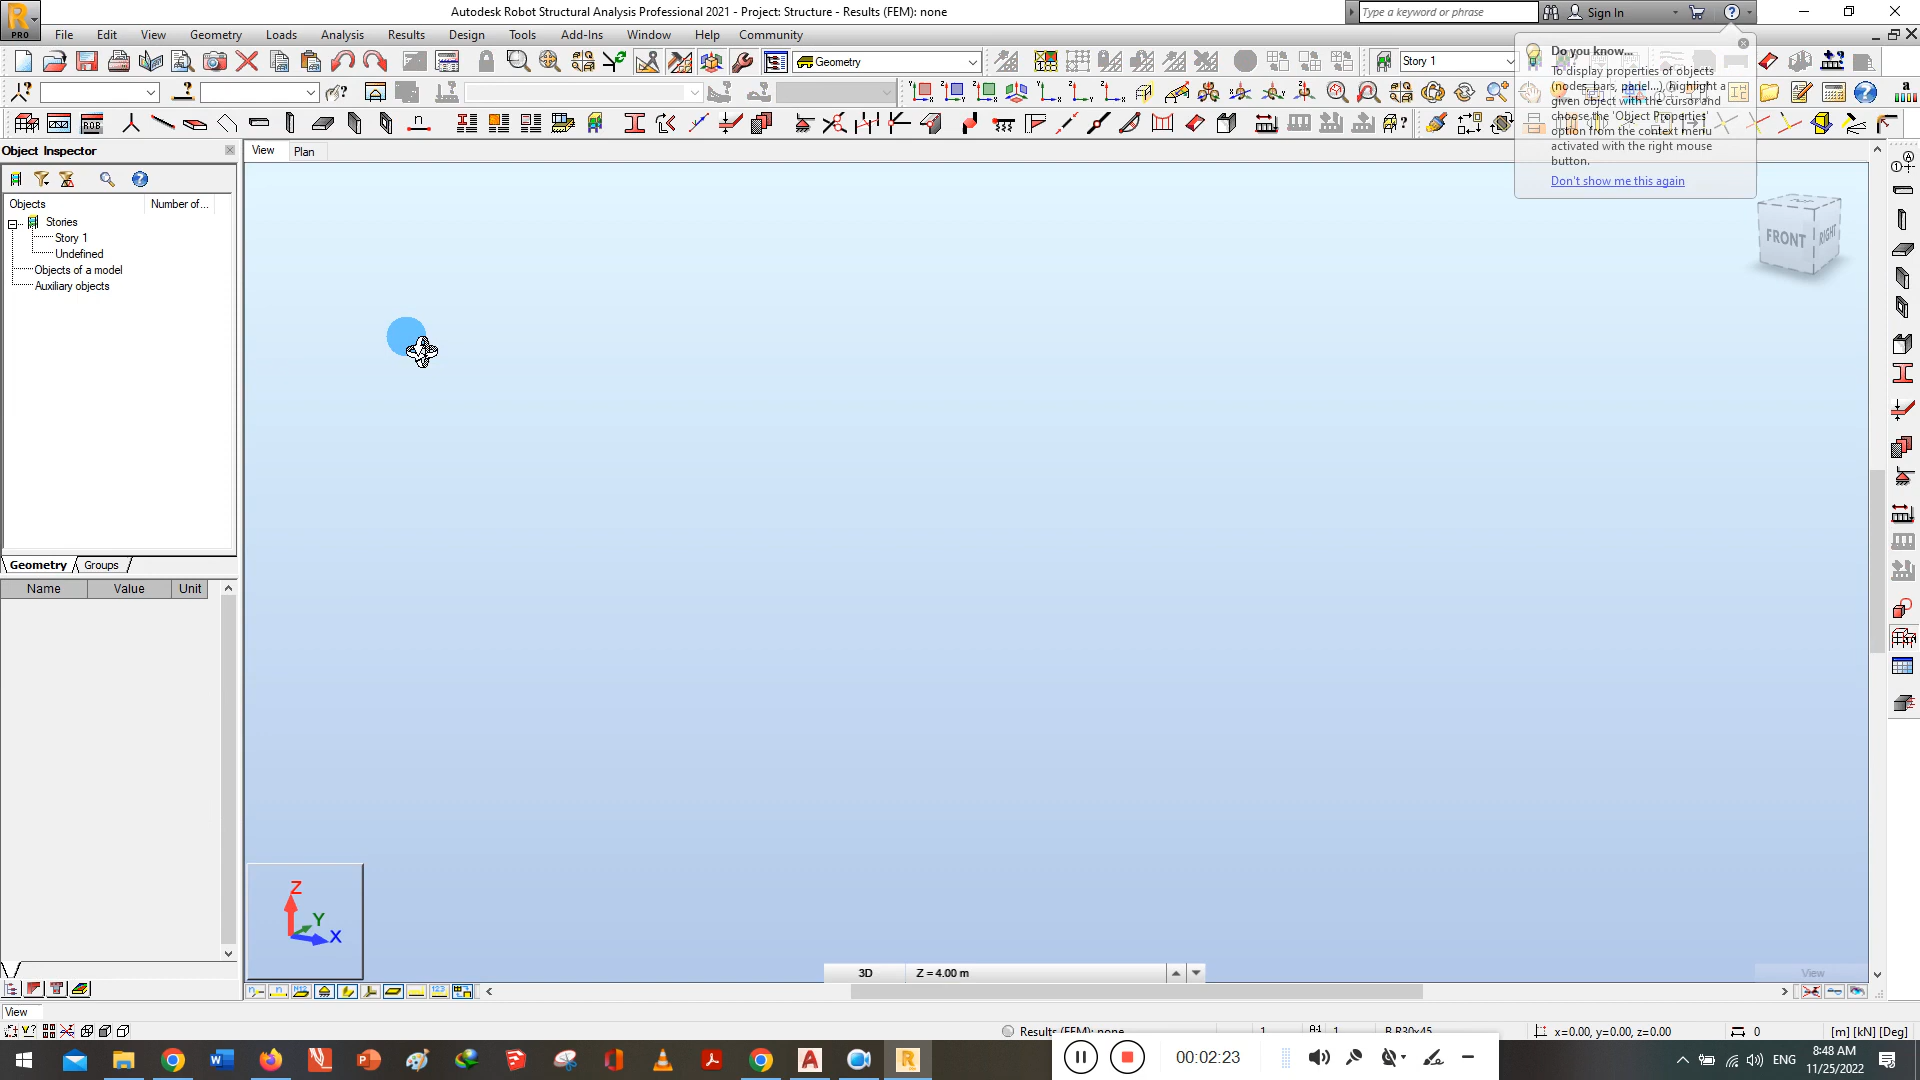 Autodesk Robot Structural Analysis Professional 2021 - Project: Structure - Results (FEM): none
Type a keyword or phrase
Sign In
PRO
File Edit View Geometry Loads Analysis Results Design Tools Add-Ins Window Help Community
Geometry
Story 1
Do you know...
To display properties of objects
(nodes, bars, panel...), highlight a
given object with the cursor and
choose the 'Object Properties'
option from the context menu
activated with the right mouse
button.
Don't show me this again
Object Inspector
View Plan
Objects Number of...
Stories
Story 1
Undefined
Objects of a model
Auxiliary objects
FRONT RIGHT
Geometry Groups
Name Value Unit
Z
Y
X
3D Z = 4.00 m
View
View
Results (FEM): none 1 1 B R30x45 x=0.00, y=0.00, z=0.00 0 [m] [kN] [Deg]
00:02:23
ENG
8:48 AM
11/25/2022